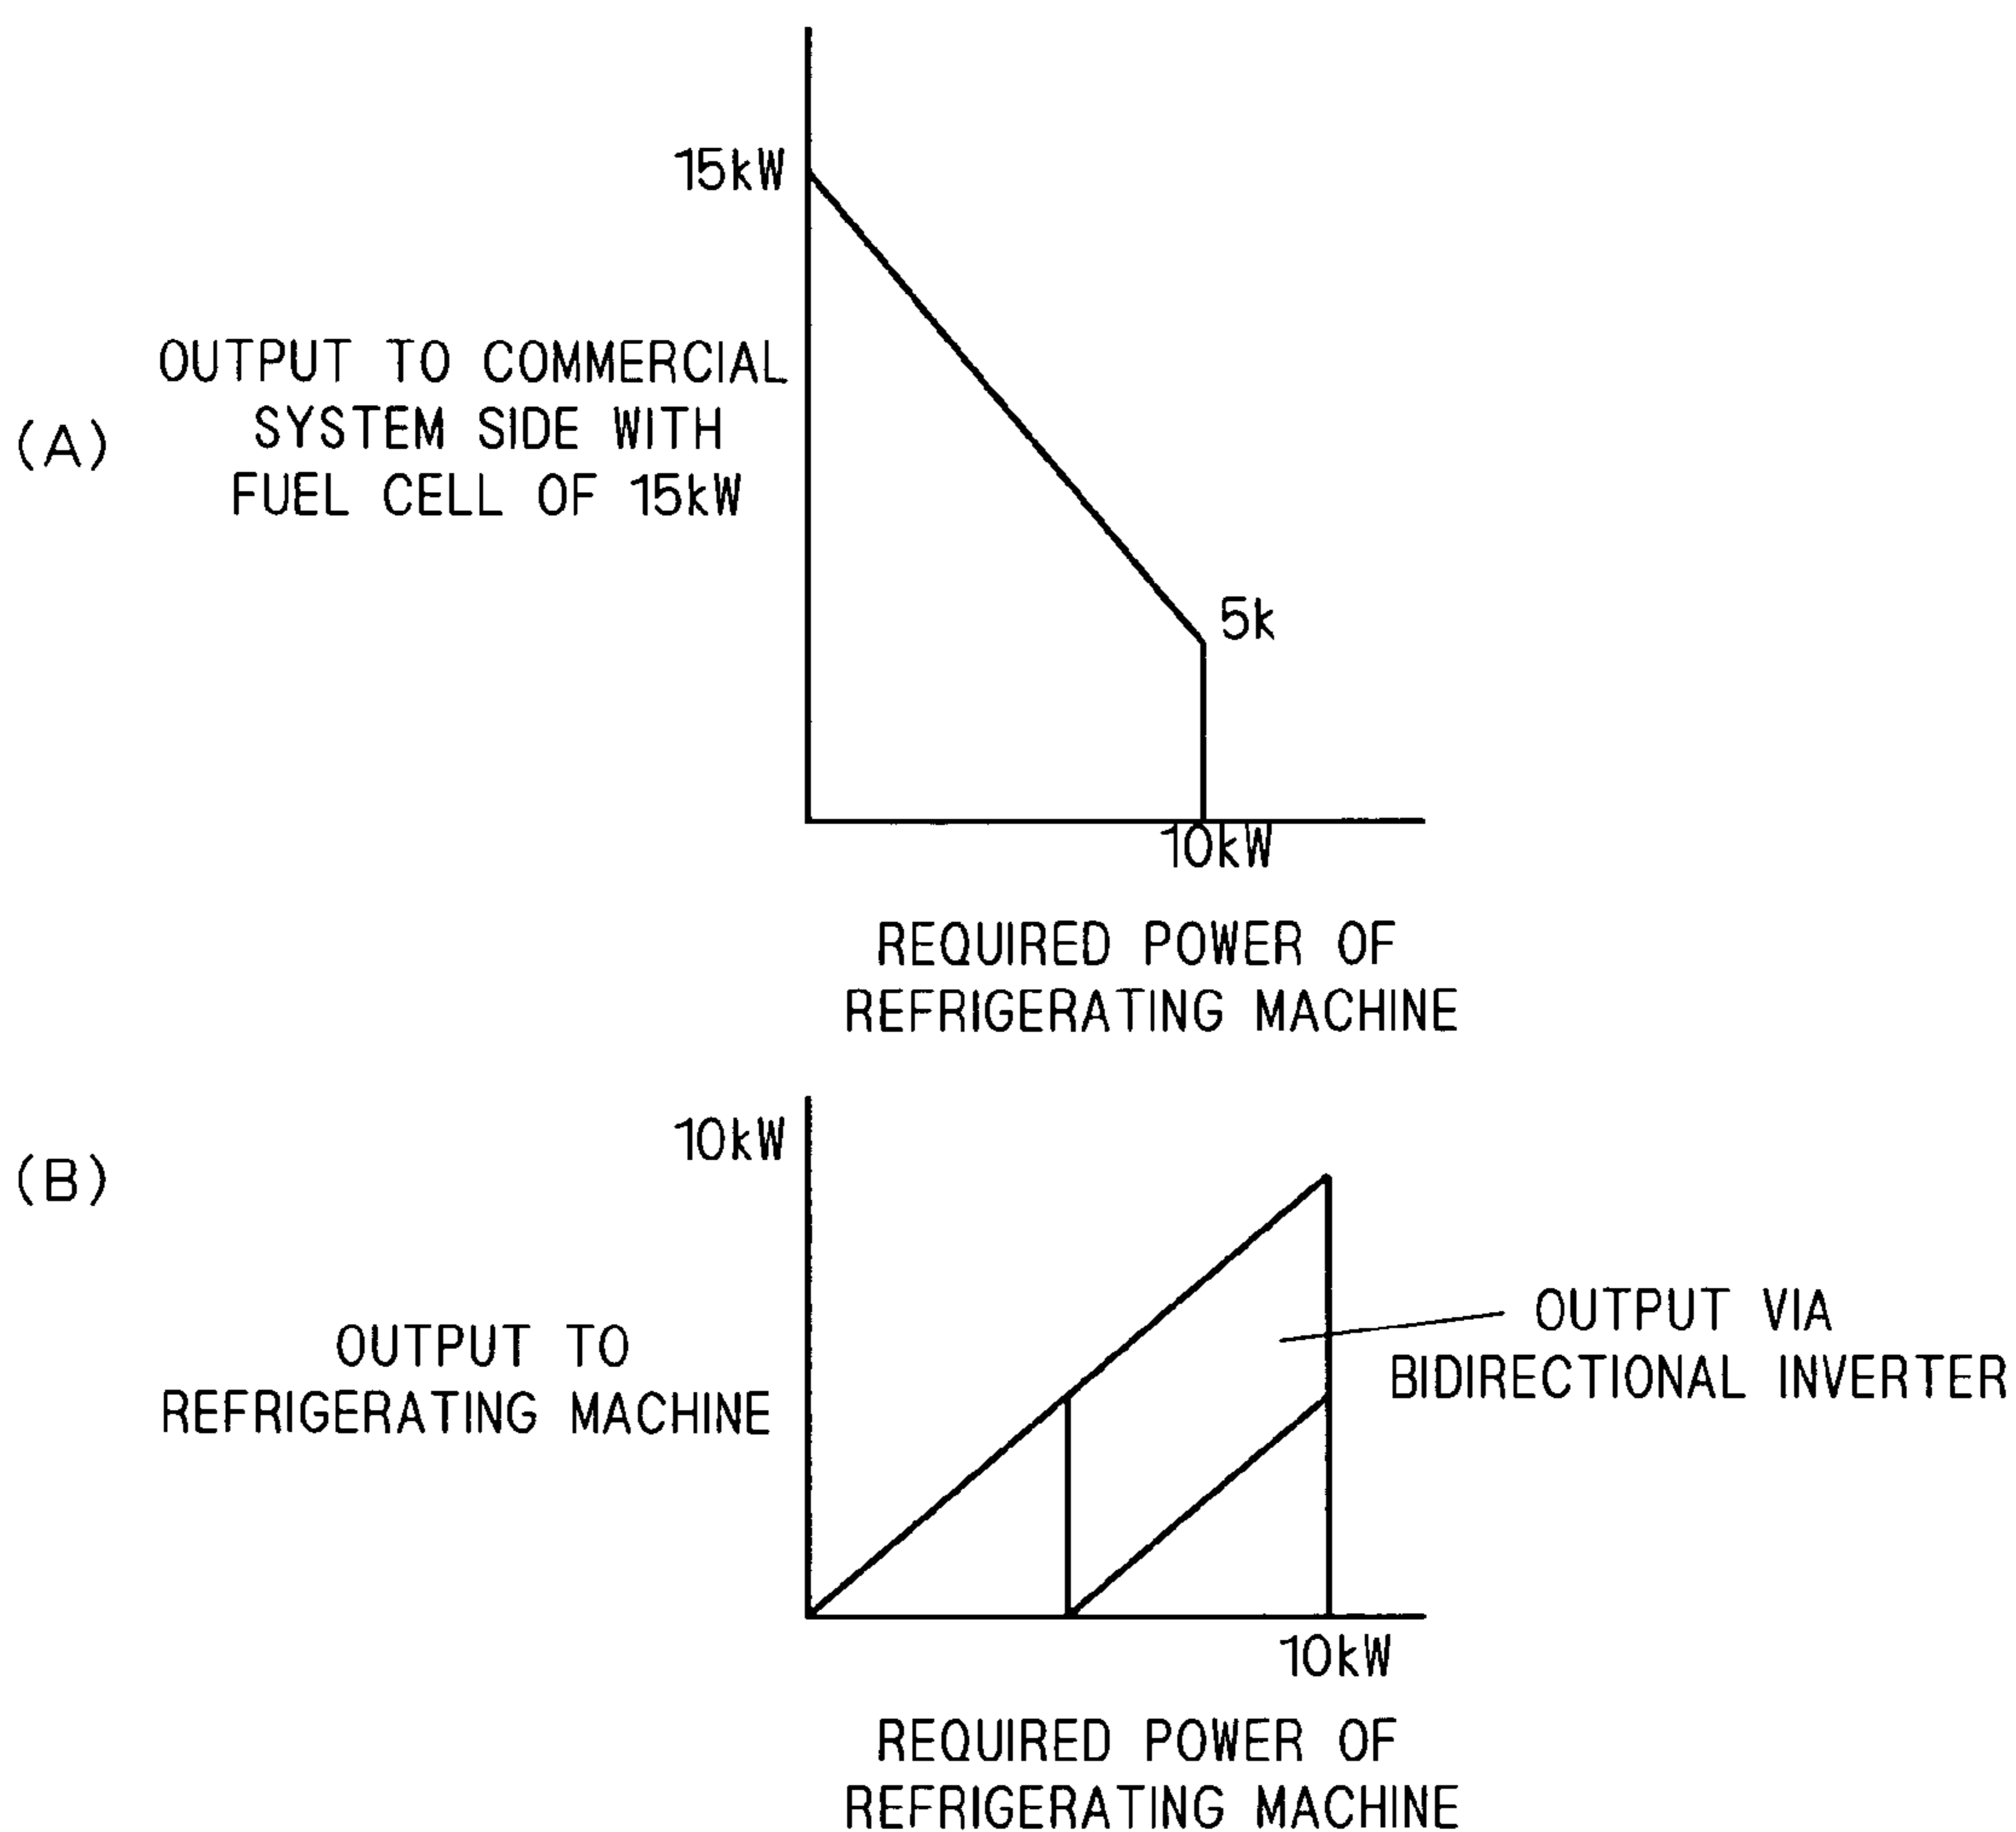 15kW
OUTPUT TO COMMERCIAL
SYSTEM SIDE WITH
FUEL CELL OF 15kW
(A)
5k
10kW
REQUIRED POWER OF
REFRIGERATING MACHINE
10kW
(B)
OUTPUT TO
REFRIGERATING MACHINE
OUTPUT VIA
BIDIRECTIONAL INVERTER
10kW
REQUIRED POWER OF
REFRIGERATING MACHINE